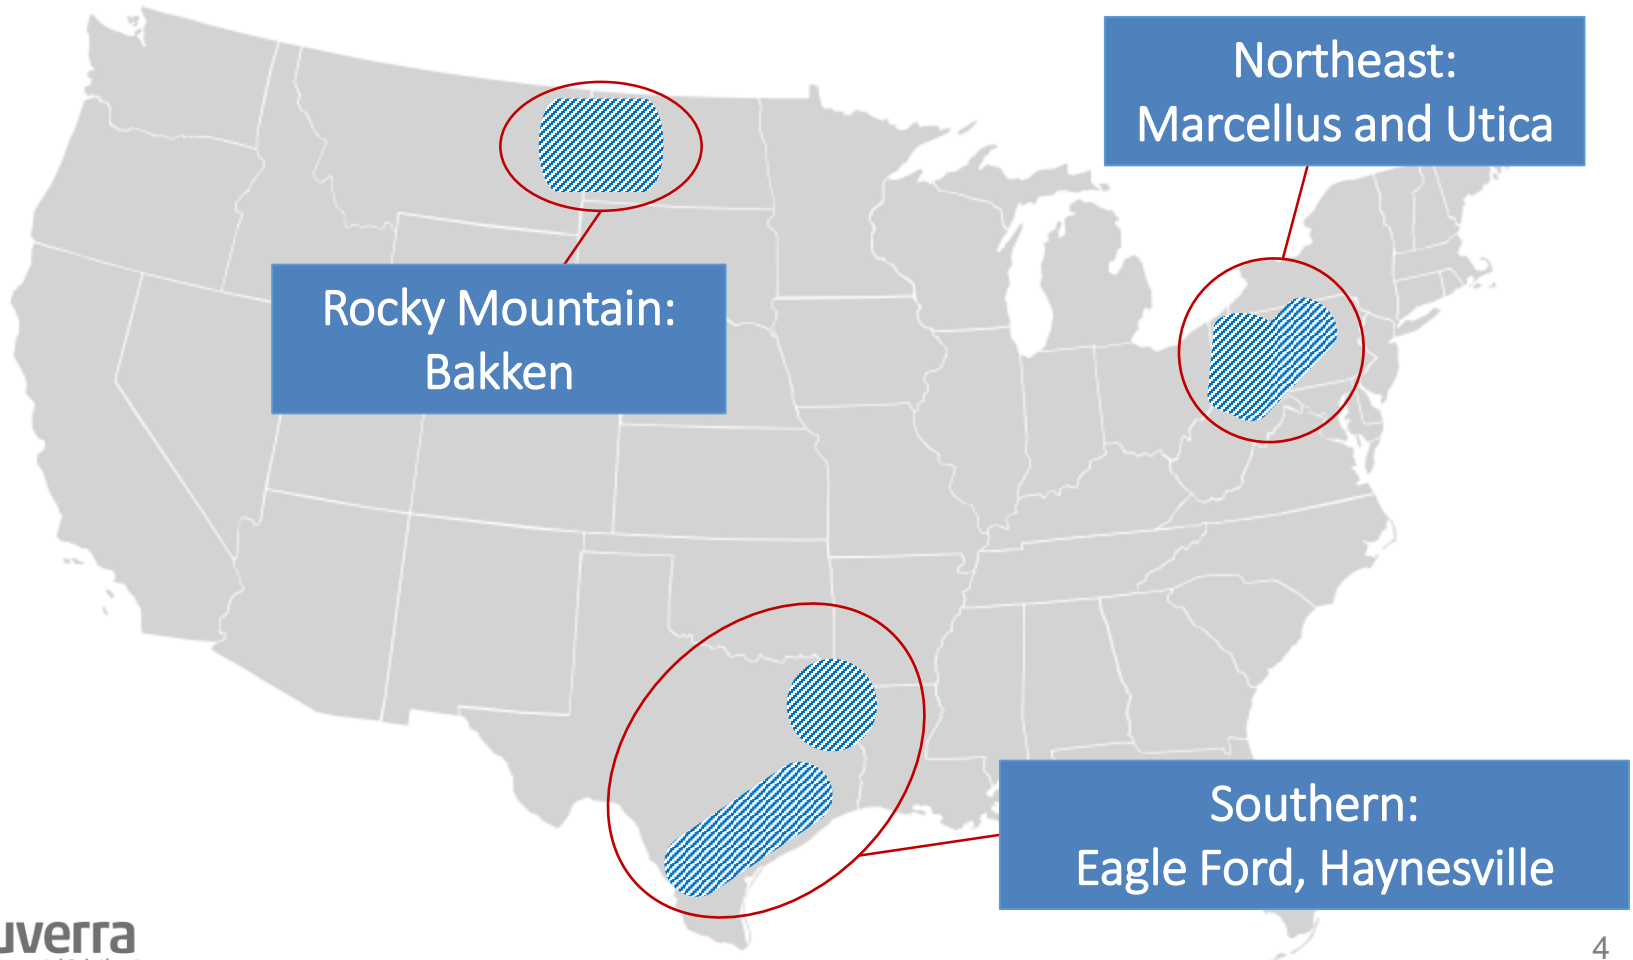 Northeast:
Marcellus and Utica
Rocky Mountain:
Bakken
Southern:
Eagle Ford, Haynesville
4